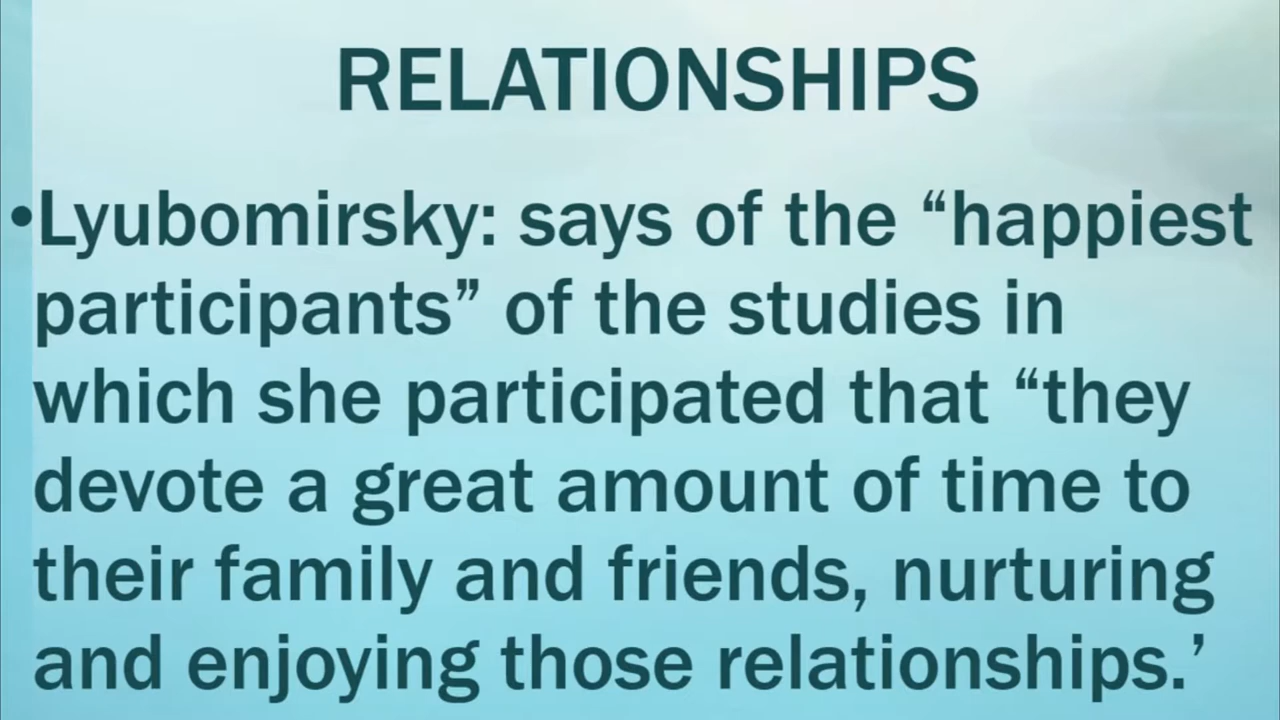 RELATIONSHIPS
•Lyubomirsky: says of the “happiest
participants” of the studies in
which she participated that “they
devote a great amount of time to
their family and friends, nurturing
and enjoying those relationships.’